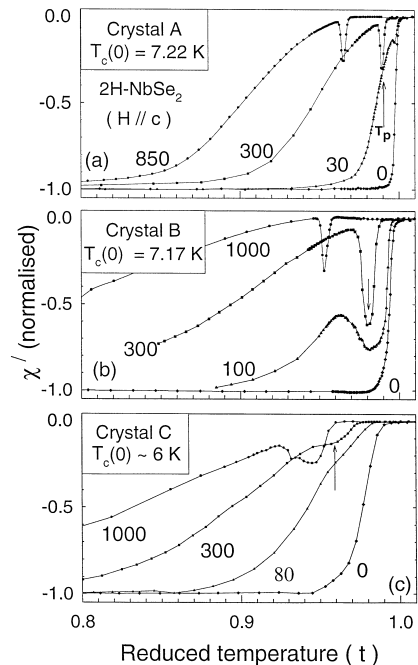 0.0
Crystal A
T_c(0) = 7.22 K
2H-NbSe_2
( H // c )
-0.5
T_p
(a)
850
300
30
0
-1.0
0.0
Crystal B
T_c(0) = 7.17 K
1000
-0.5
300
100
(b)
0
-1.0
χ / (normalised)
0.0
Crystal C
T_c(0) ~ 6 K
-0.5
1000
300
80
0
(c)
-1.0
0.8
0.9
1.0
Reduced temperature ( t )